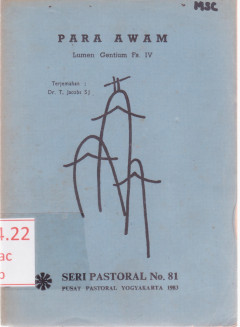 MSC
PARA AWAM
Lumen Gentium Fs. IV
Terjemahan :
Dr. T. Jacobs SJ
4.22
ac
SERI PASTORAL No. 81
PUSAT PASTORAL YOGYAKARTA 1983